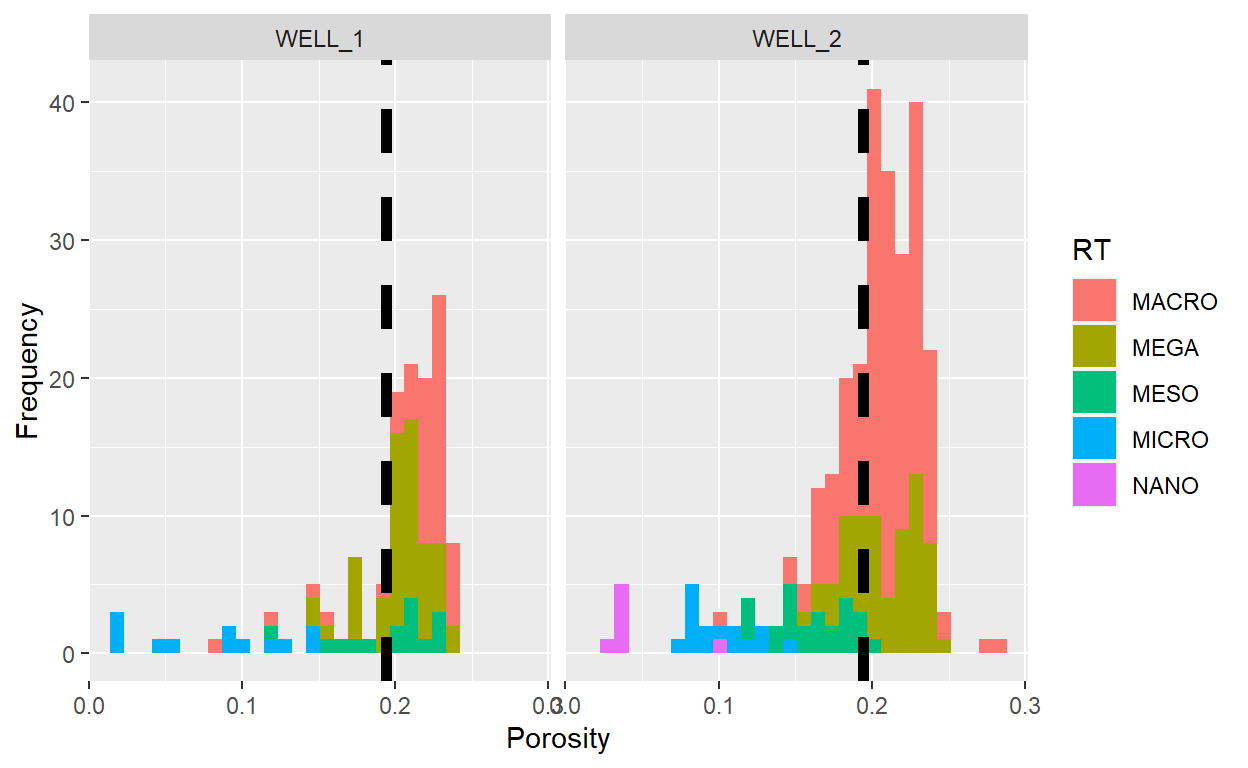 WELL_1
WELL_2
40
30
20
10
0
Frequency
0.0
0.1
0.2
0.3
0.0
0.1
0.2
0.3
Porosity
RT
MACRO
MEGA
MESO
MICRO
NANO